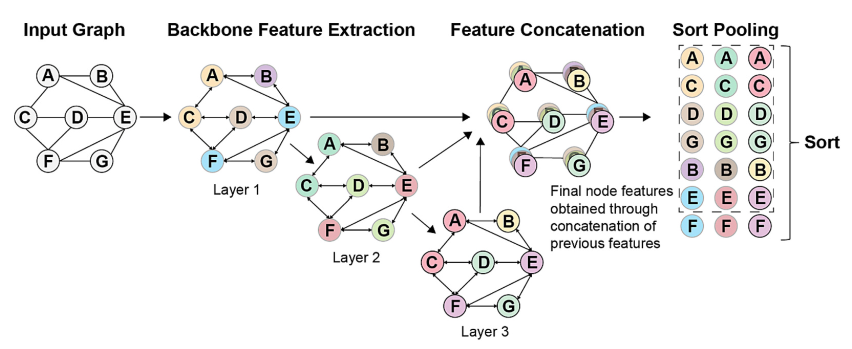 Input Graph
Backbone Feature Extraction
Feature Concatenation
Sort Pooling
A B
C D E
F G
A B
C D E
F G
Layer 1
A B
C D E
F G
Layer 2
A B
C D E
F G
Layer 3
A B
C D E
F G
Final node features
obtained through
concatenation of
previous features
A A A
C C C
D D D
G G G
B B B
E E E
F F F
Sort